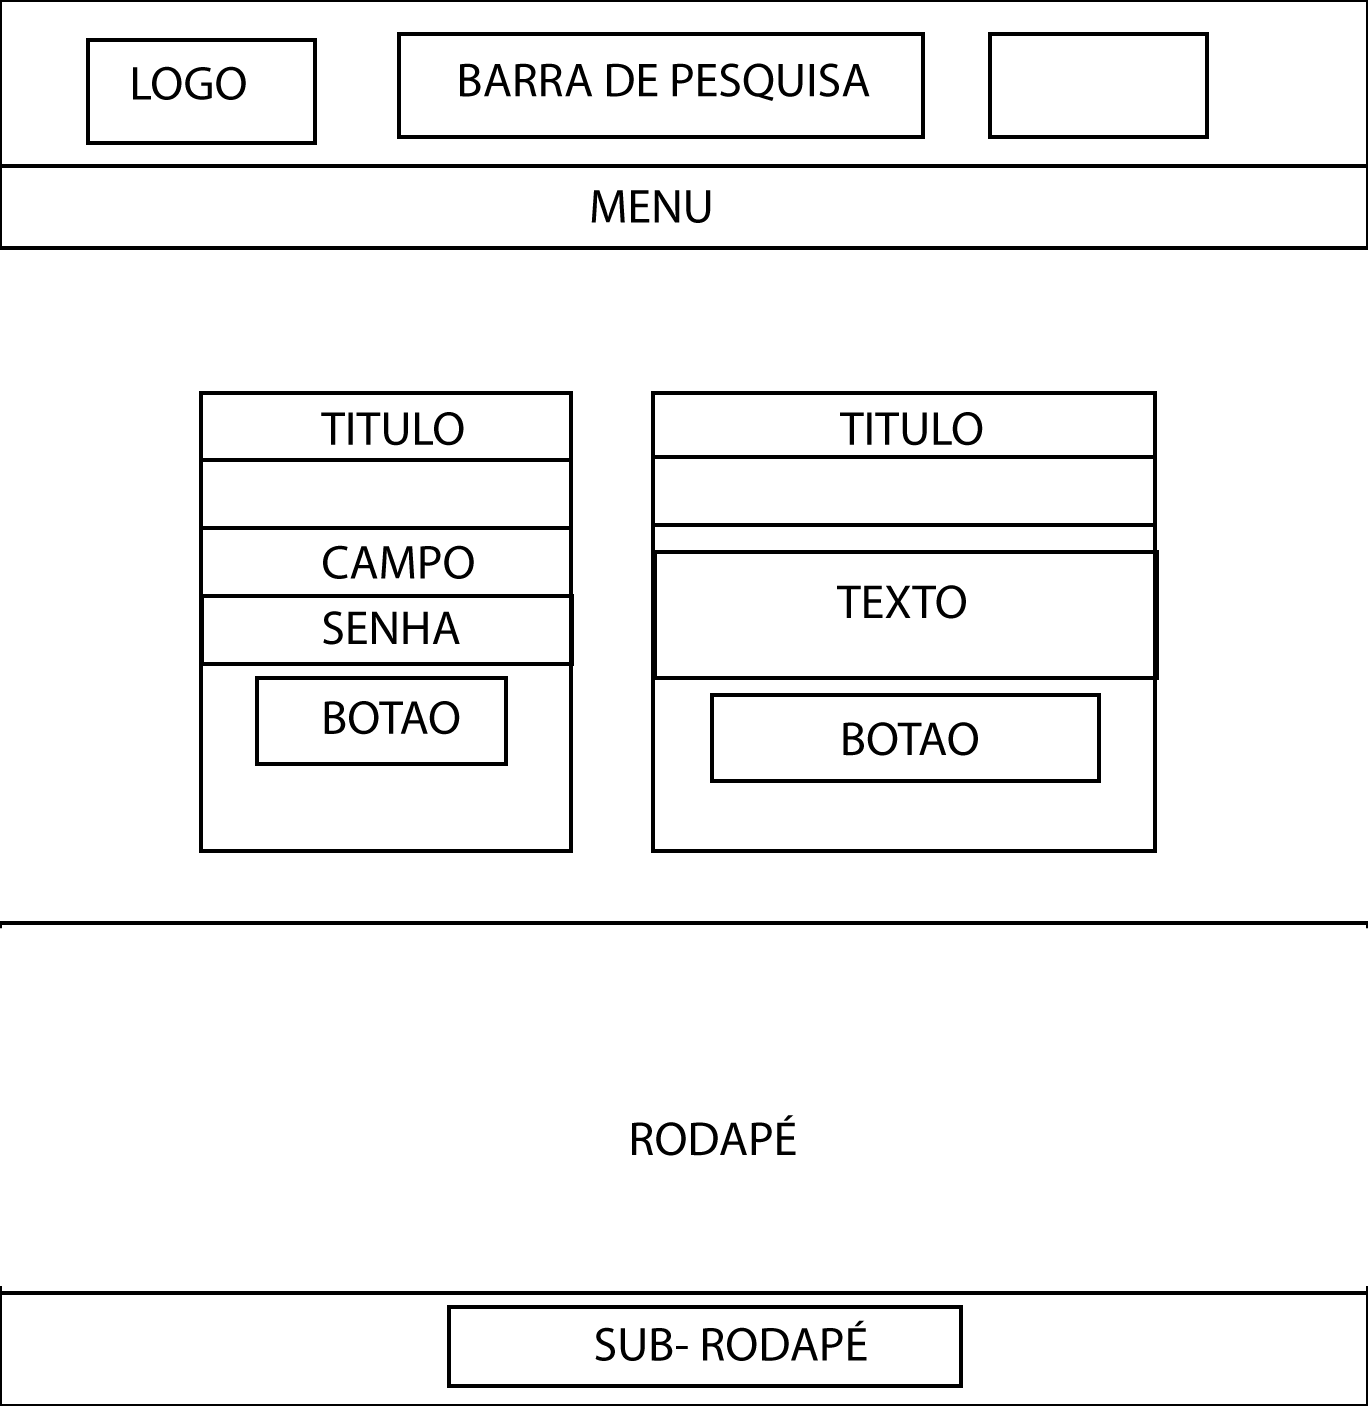 LOGO
BARRA DE PESQUISA
MENU
TITULO
CAMPO
SENHA
BOTAO
TITULO
TEXTO
BOTAO
RODAPÉ
SUB- RODAPÉ